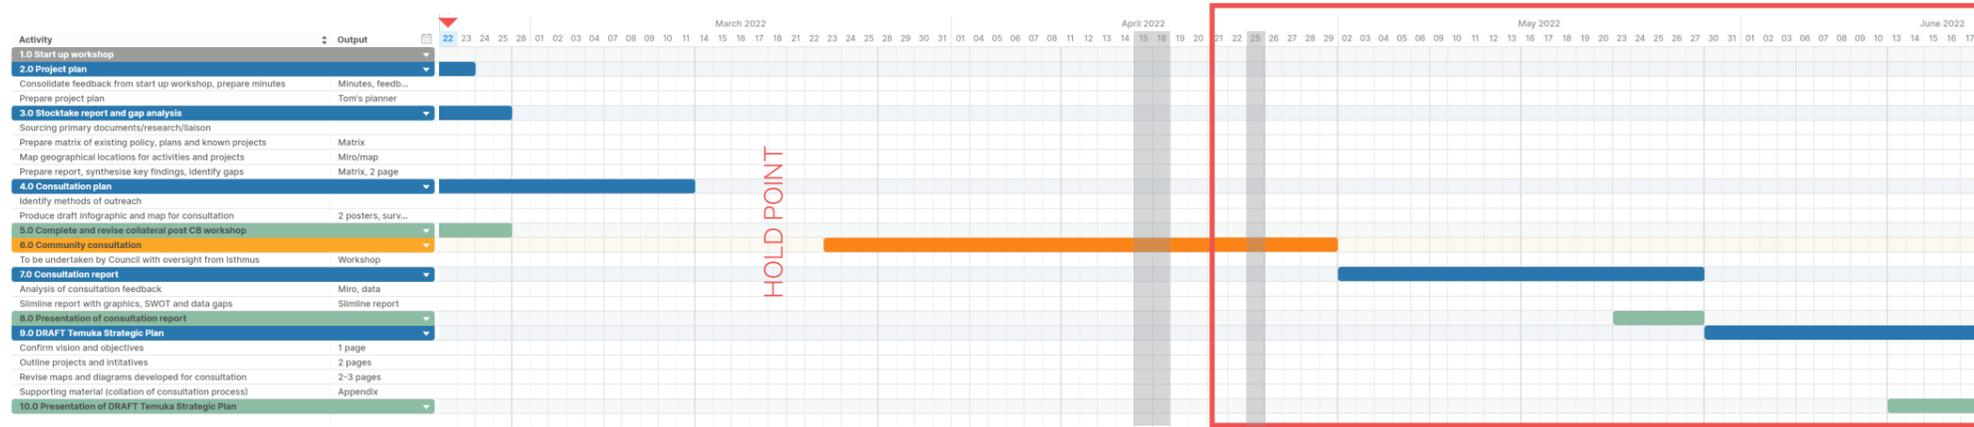 March 2022 April 2022 May 2022 June 2022
Activity Output 22 23 24 25 28 01 02 03 04 07 08 09 10 11 14 15 16 17 18 21 22 23 24 25 28 29 30 31 01 04 05 06 07 08 11 12 13 14 15 18 19 20 21 22 25 26 27 28 29 02 03 04 05 06 09 10 11 12 13 16 17 18 19 20 23 24 25 26 27 30 31 01 02 03 06 07 08 09 10 13 14 15 16 17
1.0 Start up workshop
2.0 Project plan
Consolidate feedback from start up workshop, prepare minutes Minutes, feedb...
Prepare project plan Tom's planner
3.0 Stocktake report and gap analysis
Sourcing primary documents/research/liaison
Prepare matrix of existing policy, plans and known projects Matrix
Map geographical locations for activities and projects Miro/map
Prepare report, synthesise key findings, identify gaps Matrix, 2 page
4.0 Consultation plan
Identify methods of outreach
Produce draft infographic and map for consultation 2 posters, surv...
5.0 Complete and revise collateral post CB workshop
6.0 Community consultation
To be undertaken by Council with oversight from Isthmus Workshop
7.0 Consultation report
Analysis of consultation feedback Miro, data
Slimline report with graphics, SWOT and data gaps Slimline report
8.0 Presentation of consultation report
9.0 DRAFT Temuka Strategic Plan
Confirm vision and objectives 1 page
Outline projects and intitatives 2 pages
Revise maps and diagrams developed for consultation 2-3 pages
Supporting material (collation of consultation process) Appendix
10.0 Presentation of DRAFT Temuka Strategic Plan
HOLD POINT